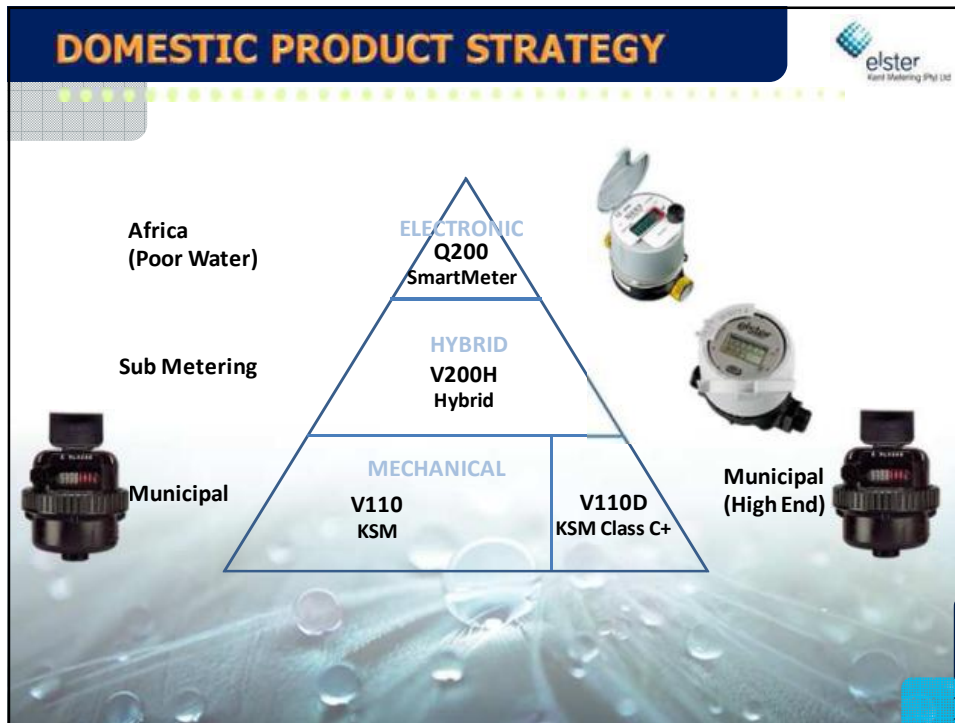 DOMESTIC PRODUCT STRATEGY
elster
Kent Metering (Pty) Ltd
Africa
(Poor Water)
ELECTRONIC
Q200
SmartMeter
Sub Metering
HYBRID
V200H
Hybrid
Municipal
MECHANICAL
V110
KSM
V110D
KSM Class C+
Municipal
(High End)
elster